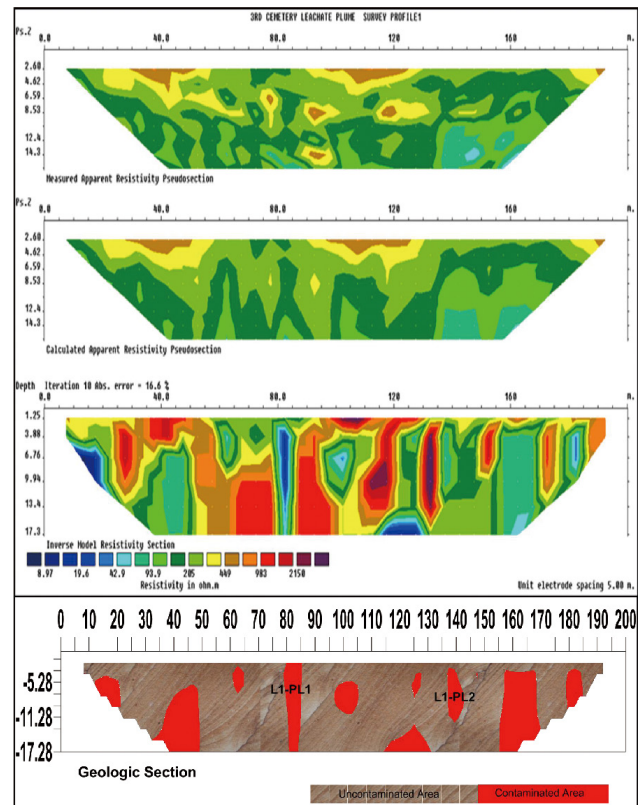 3RD CEMETERY LEACHATE PLUME SURVEY PROFILE1
Ps.Z 0.0 40.0 80.0 120 160 m.
2.60
4.62
6.59
8.53
12.4
14.3
Measured Apparent Resistivity Pseudosection
Ps.Z 0.0 40.0 80.0 120 160 m.
2.60
4.62
6.59
8.53
12.4
14.3
Calculated Apparent Resistivity Pseudosection
Depth Iteration 10 Abs. error = 16.6 %
0.0 40.0 80.0 120 160 m.
1.25
3.88
6.76
9.94
13.4
17.3
Inverse Model Resistivity Section
8.97 19.6 42.9 93.9 205 449 983 2150
Resistivity in ohm.m
Unit electrode spacing 5.00 m.
0 10 20 30 40 50 60 70 80 90 100 110 120 130 140 150 160 170 180 190 200
-5.28
-11.28
-17.28
L1-PL1
L1-PL2
Geologic Section
Uncontaminated Area
Contaminated Area